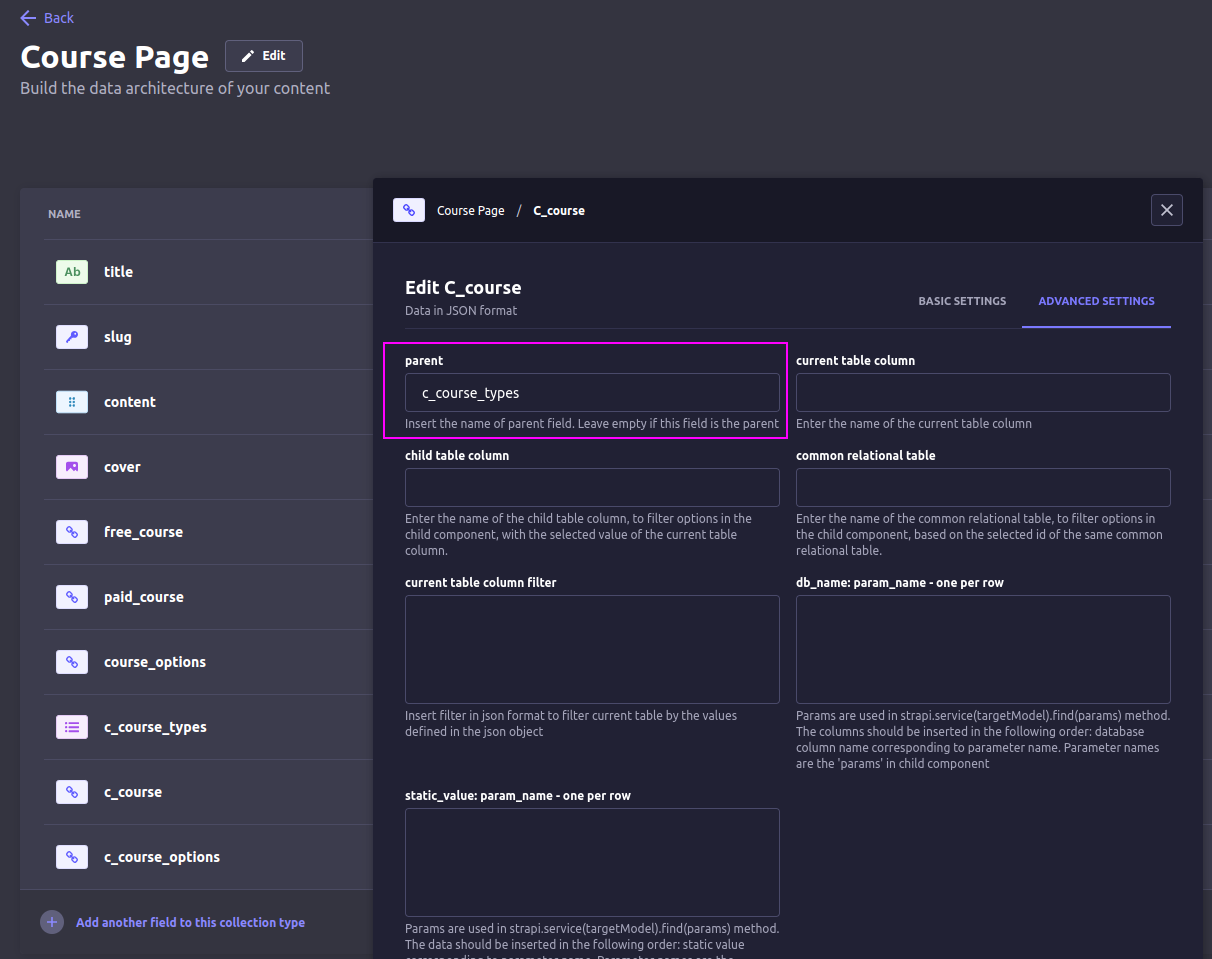 Back
Course Page
Edit
Build the data architecture of your content
NAME
Ab title
slug
content
cover
free_course
paid_course
course_options
c_course_types
c_course
c_course_options
Add another field to this collection type
Course Page / C_course
Edit C_course
Data in JSON format
BASIC SETTINGS
ADVANCED SETTINGS
parent
c_course_types
Insert the name of parent field. Leave empty if this field is the parent
current table column
Enter the name of the current table column
child table column
Enter the name of the child table column, to filter options in the
child component, with the selected value of the current table
column.
common relational table
Enter the name of the common relational table, to filter options in
the child component, based on the selected id of the same common
relational table.
current table column filter
Insert filter in json format to filter current table by the values
defined in the json object
db_name: param_name - one per row
Params are used in strapi.service(targetModel).find(params) method.
The columns should be inserted in the following order: database
column name corresponding to parameter name. Parameter names
are the 'params' in child component
static_value: param_name - one per row
Params are used in strapi.service(targetModel).find(params) method.
The data should be inserted in the following order: static value
corresponding to parameter name. Parameter names are the